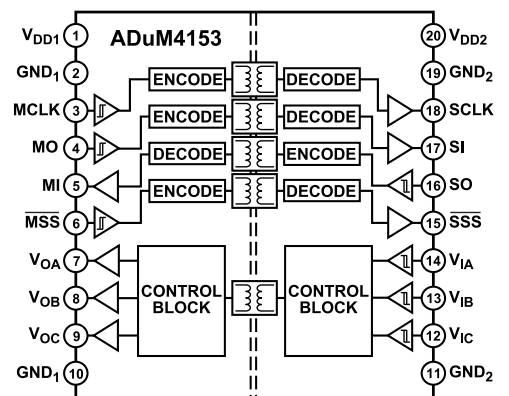 ADuM4153
VDD1 1
20 VDD2
GND1 2
19 GND2
MCLK 3 ENCODE DECODE 18 SCLK
MO 4 ENCODE DECODE 17 SI
MI 5 DECODE ENCODE 16 SO
MSS 6 ENCODE DECODE 15 SSS
VOA 7
14 VIA
VOB 8 CONTROL BLOCK CONTROL BLOCK 13 VIB
VOC 9
12 VIC
GND1 10
11 GND2